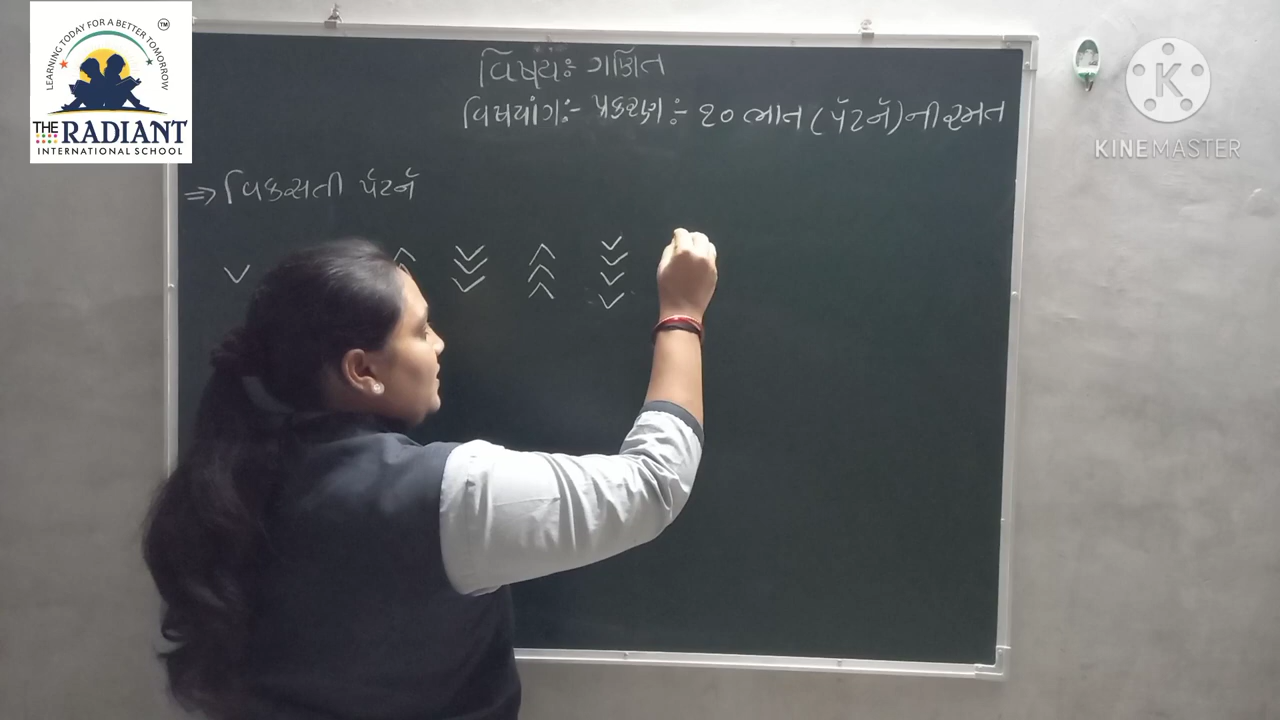 LEARNING TODAY FOR A BETTER TOMORROW
TM
THE RADIANT
INTERNATIONAL SCHOOL
K
KINEMASTER
વિષયઃ ગણિત
વિષયાંગઃ- પ્રકરણ :- ૧૦ ભાત (પૅટર્ન) ની રમત
⇒ વિકસતી પૅટર્ન